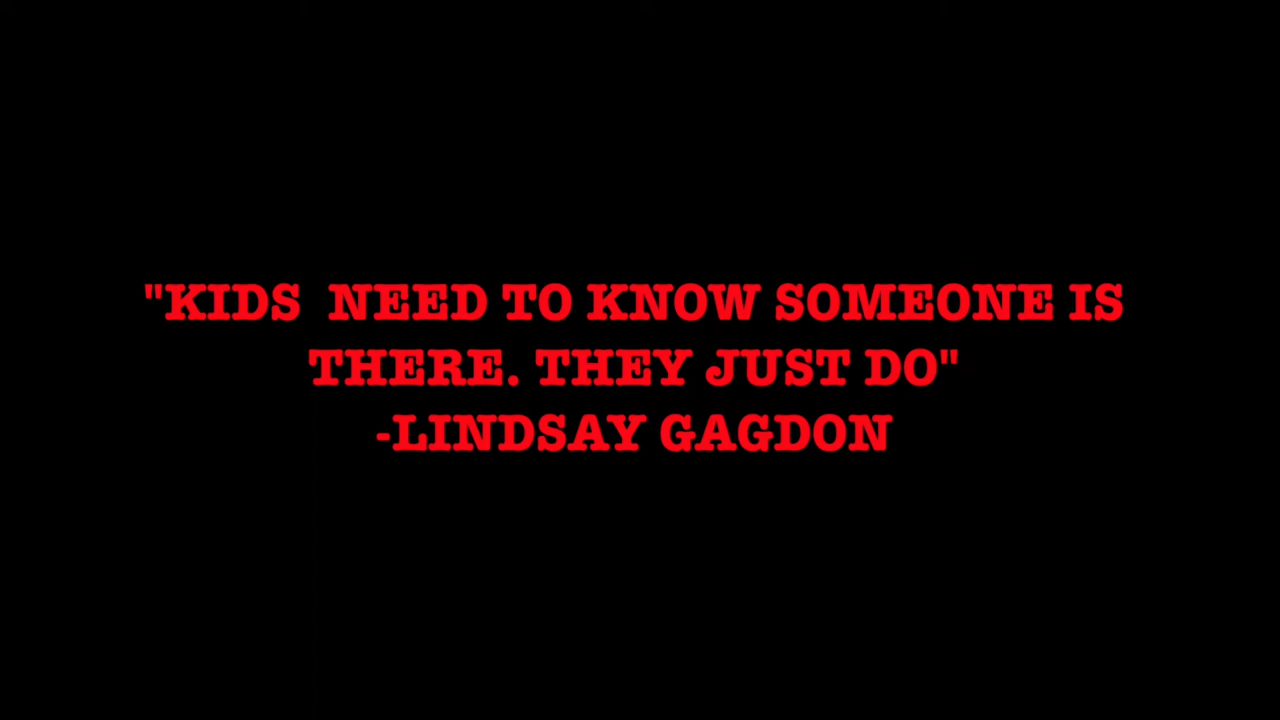 "KIDS  NEED TO KNOW SOMEONE IS
THERE. THEY JUST DO"
-LINDSAY GAGDON